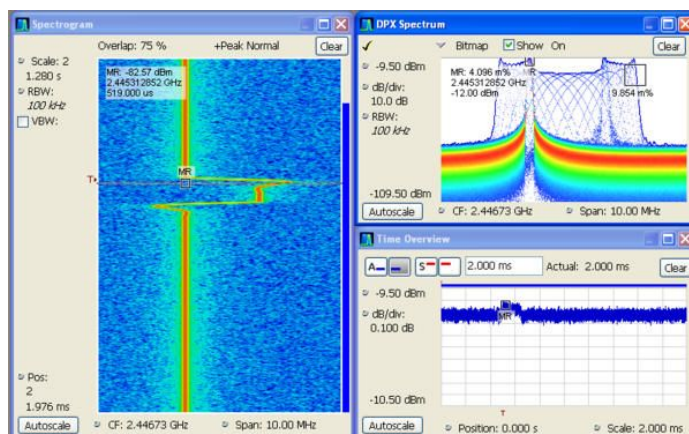 Spectrogram
Scale: 2
1.280 s
RBW:
100 kHz
VBW:
Overlap: 75 %
+Peak Normal
Clear
MR: -82.57 dBm
2.445312852 GHz
519.000 us
MR
T
Pos:
2
1.976 ms
Autoscale
CF: 2.44673 GHz
Span: 10.00 MHz
DPX Spectrum
Bitmap
Show
On
Clear
-9.50 dBm
dB/div:
10.0 dB
RBW:
100 kHz
-109.50 dBm
MR: 4.096 m%
2.445312852 GHz
-12.00 dBm
MR
9.854 m%
Autoscale
CF: 2.44673 GHz
Span: 10.00 MHz
Time Overview
A
S
2.000 ms
Actual: 2.000 ms
Clear
-9.50 dBm
dB/div:
0.100 dB
-10.50 dBm
MR
T
Autoscale
Position: 0.000 s
Scale: 2.000 ms